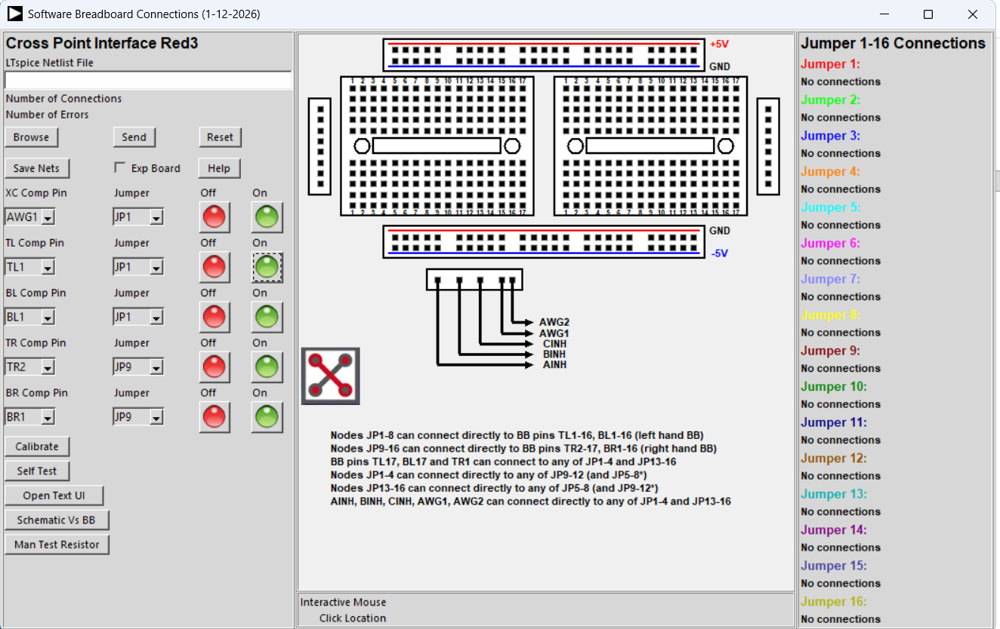 Software Breadboard Connections (1-12-2026)
Cross Point Interface Red3
LTspice Netlist File
Number of Connections
Number of Errors
Browse Send Reset
Save Nets Exp Board Help
XC Comp Pin Jumper Off On
AWG1 JP1
TL Comp Pin Jumper Off On
TL1 JP1
BL Comp Pin Jumper Off On
BL1 JP1
TR Comp Pin Jumper Off On
TR2 JP9
BR Comp Pin Jumper Off On
BR1 JP9
Calibrate
Self Test
Open Text UI
Schematic Vs BB
Man Test Resistor
+5V
GND
1 2 3 4 5 6 7 8 9 10 11 12 13 14 15 16 17 1 2 3 4 5 6 7 8 9 10 11 12 13 14 15 16 17
1 2 3 4 5 6 7 8 9 10 11 12 13 14 15 16 17 1 2 3 4 5 6 7 8 9 10 11 12 13 14 15 16 17
GND
-5V
AWG2
AWG1
CINH
BINH
AINH
Nodes JP1-8 can connect directly to BB pins TL1-16, BL1-16 (left hand BB)
Nodes JP9-16 can connect directly to BB pins TR2-17, BR1-16 (right hand BB)
BB pins TL17, BL17 and TR1 can connect to any of JP1-4 and JP13-16
Nodes JP1-4 can connect directly to any of JP9-12 (and JP5-8*)
Nodes JP13-16 can connect directly to any of JP5-8 (and JP9-12*)
AINH, BINH, CINH, AWG1, AWG2 can connect directly to any of JP1-4 and JP13-16
Interactive Mouse
Click Location
Jumper 1-16 Connections
Jumper 1:
No connections
Jumper 2:
No connections
Jumper 3:
No connections
Jumper 4:
No connections
Jumper 5:
No connections
Jumper 6:
No connections
Jumper 7:
No connections
Jumper 8:
No connections
Jumper 9:
No connections
Jumper 10:
No connections
Jumper 11:
No connections
Jumper 12:
No connections
Jumper 13:
No connections
Jumper 14:
No connections
Jumper 15:
No connections
Jumper 16:
No connections